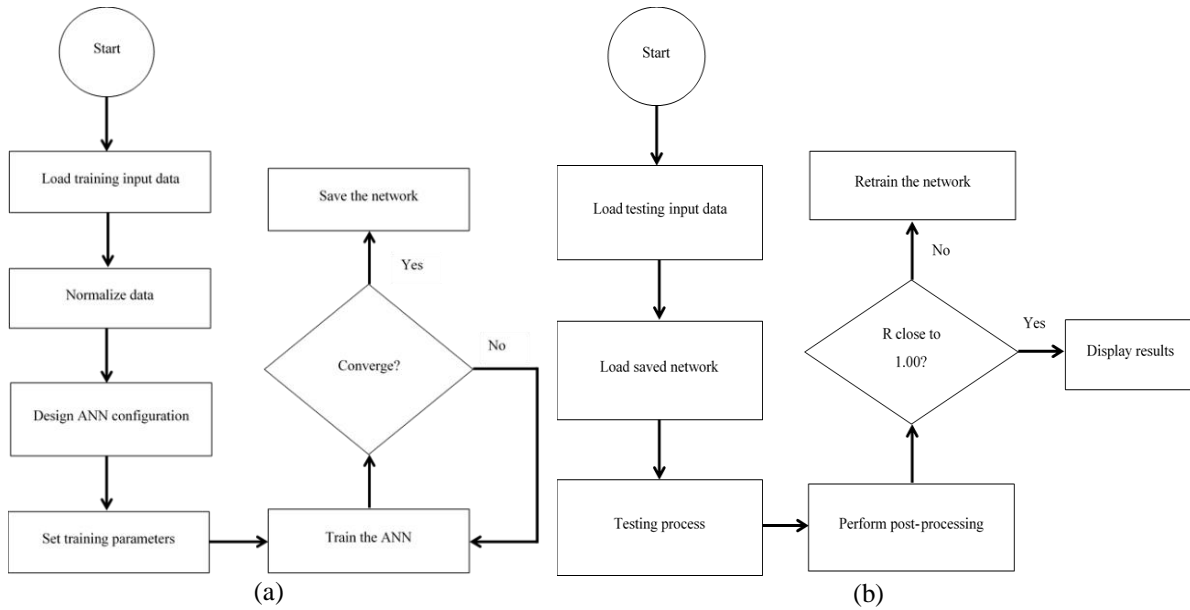 Start
Load training input data
Normalize data
Design ANN configuration
Set training parameters
Train the ANN
Converge?
Yes
No
Save the network
(a)
Start
Load testing input data
Load saved network
Testing process
Perform post-processing
R close to
1.00?
No
Yes
Retrain the network
Display results
(b)